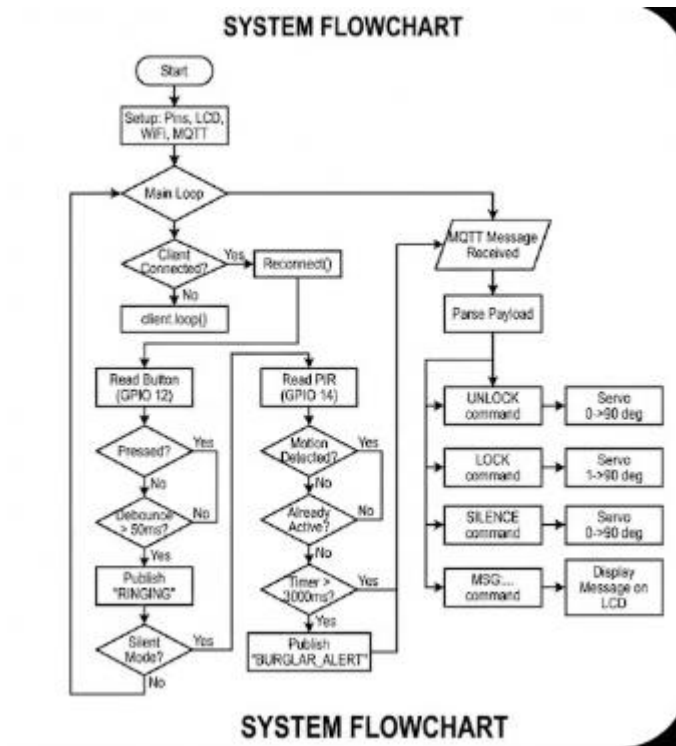 SYSTEM FLOWCHART
Start
Setup: Pins, LCD,
WiFi, MQTT
Main Loop
Client
Connected?
Yes
Reconnect()
No
client.loop()
MQTT Message
Received
Parse Payload
Read Button
(GPIO 12)
Pressed?
Yes
No
Debounce
> 50ms?
No
Yes
Publish
"RINGING"
Silent
Mode?
Yes
No
Read PIR
(GPIO 14)
Motion
Detected?
Yes
No
Already
Active?
No
No
Timer >
3000ms?
Yes
Yes
Publish
"BURGLAR_ALERT"
UNLOCK
command
Servo
0->90 deg
LOCK
command
Servo
1->90 deg
SILENCE
command
Servo
0->90 deg
MSG:...
command
Display
Message on
LCD
SYSTEM FLOWCHART